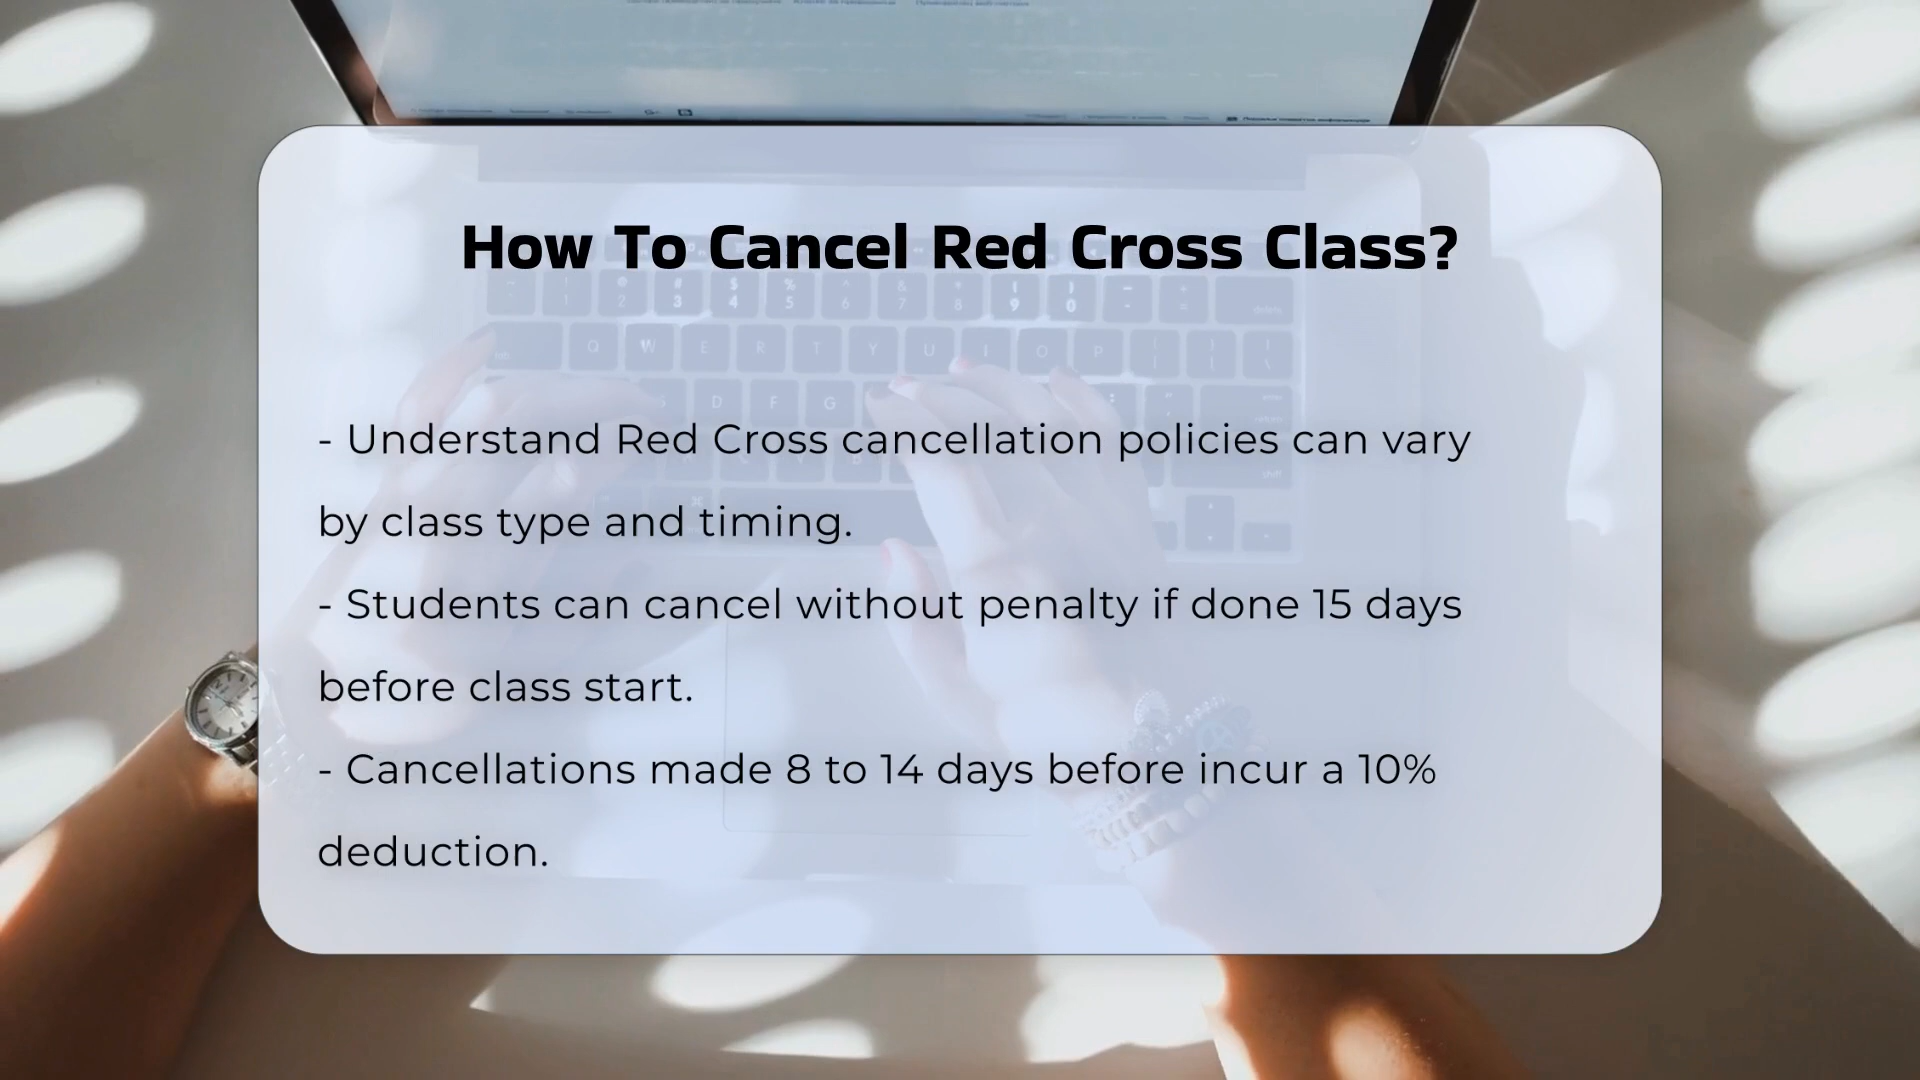 How To Cancel Red Cross Class?
- Understand Red Cross cancellation policies can vary
by class type and timing.
- Students can cancel without penalty if done 15 days
before class start.
- Cancellations made 8 to 14 days before incur a 10%
deduction.